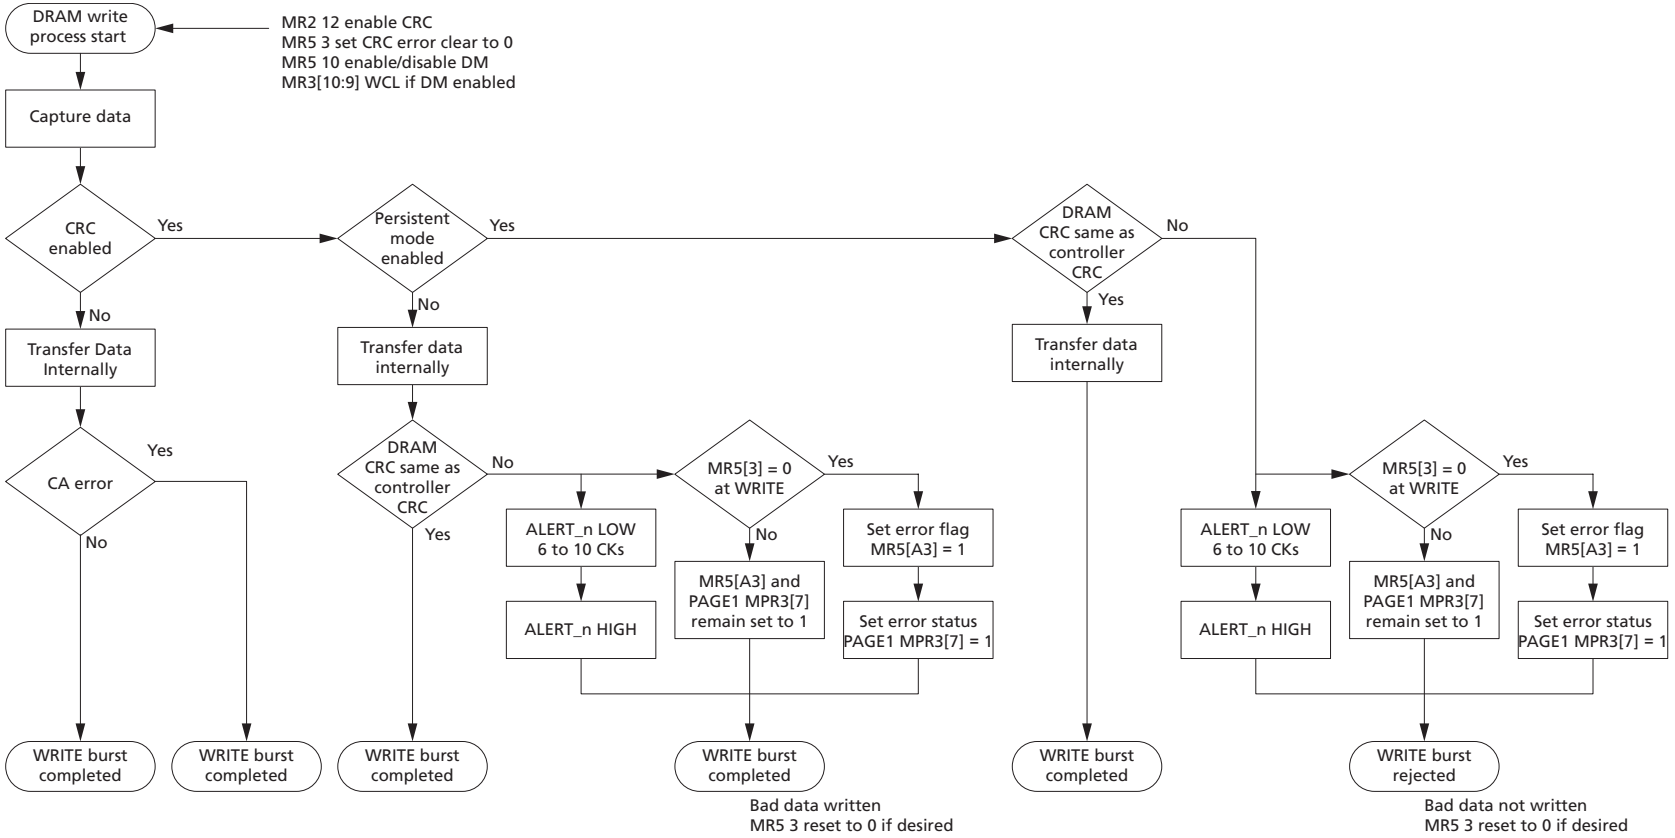 DRAM write
process start
MR2 12 enable CRC
MR5 3 set CRC error clear to 0
MR5 10 enable/disable DM
MR3[10:9] WCL if DM enabled
Capture data
CRC
enabled
Yes
Persistent
mode
enabled
Yes
DRAM
CRC same as
controller
CRC
No
No
No
Yes
Transfer Data
Internally
Transfer data
internally
Transfer data
internally
CA error
Yes
No
DRAM
CRC same as
controller
CRC
No
Yes
MR5[3] = 0
at WRITE
Yes
No
ALERT_n LOW
6 to 10 CKs
ALERT_n HIGH
MR5[A3] and
PAGE1 MPR3[7]
remain set to 1
Set error flag
MR5[A3] = 1
Set error status
PAGE1 MPR3[7] = 1
MR5[3] = 0
at WRITE
Yes
No
ALERT_n LOW
6 to 10 CKs
ALERT_n HIGH
MR5[A3] and
PAGE1 MPR3[7]
remain set to 1
Set error flag
MR5[A3] = 1
Set error status
PAGE1 MPR3[7] = 1
WRITE burst
completed
WRITE burst
completed
WRITE burst
completed
WRITE burst
completed
Bad data written
MR5 3 reset to 0 if desired
WRITE burst
completed
WRITE burst
rejected
Bad data not written
MR5 3 reset to 0 if desired